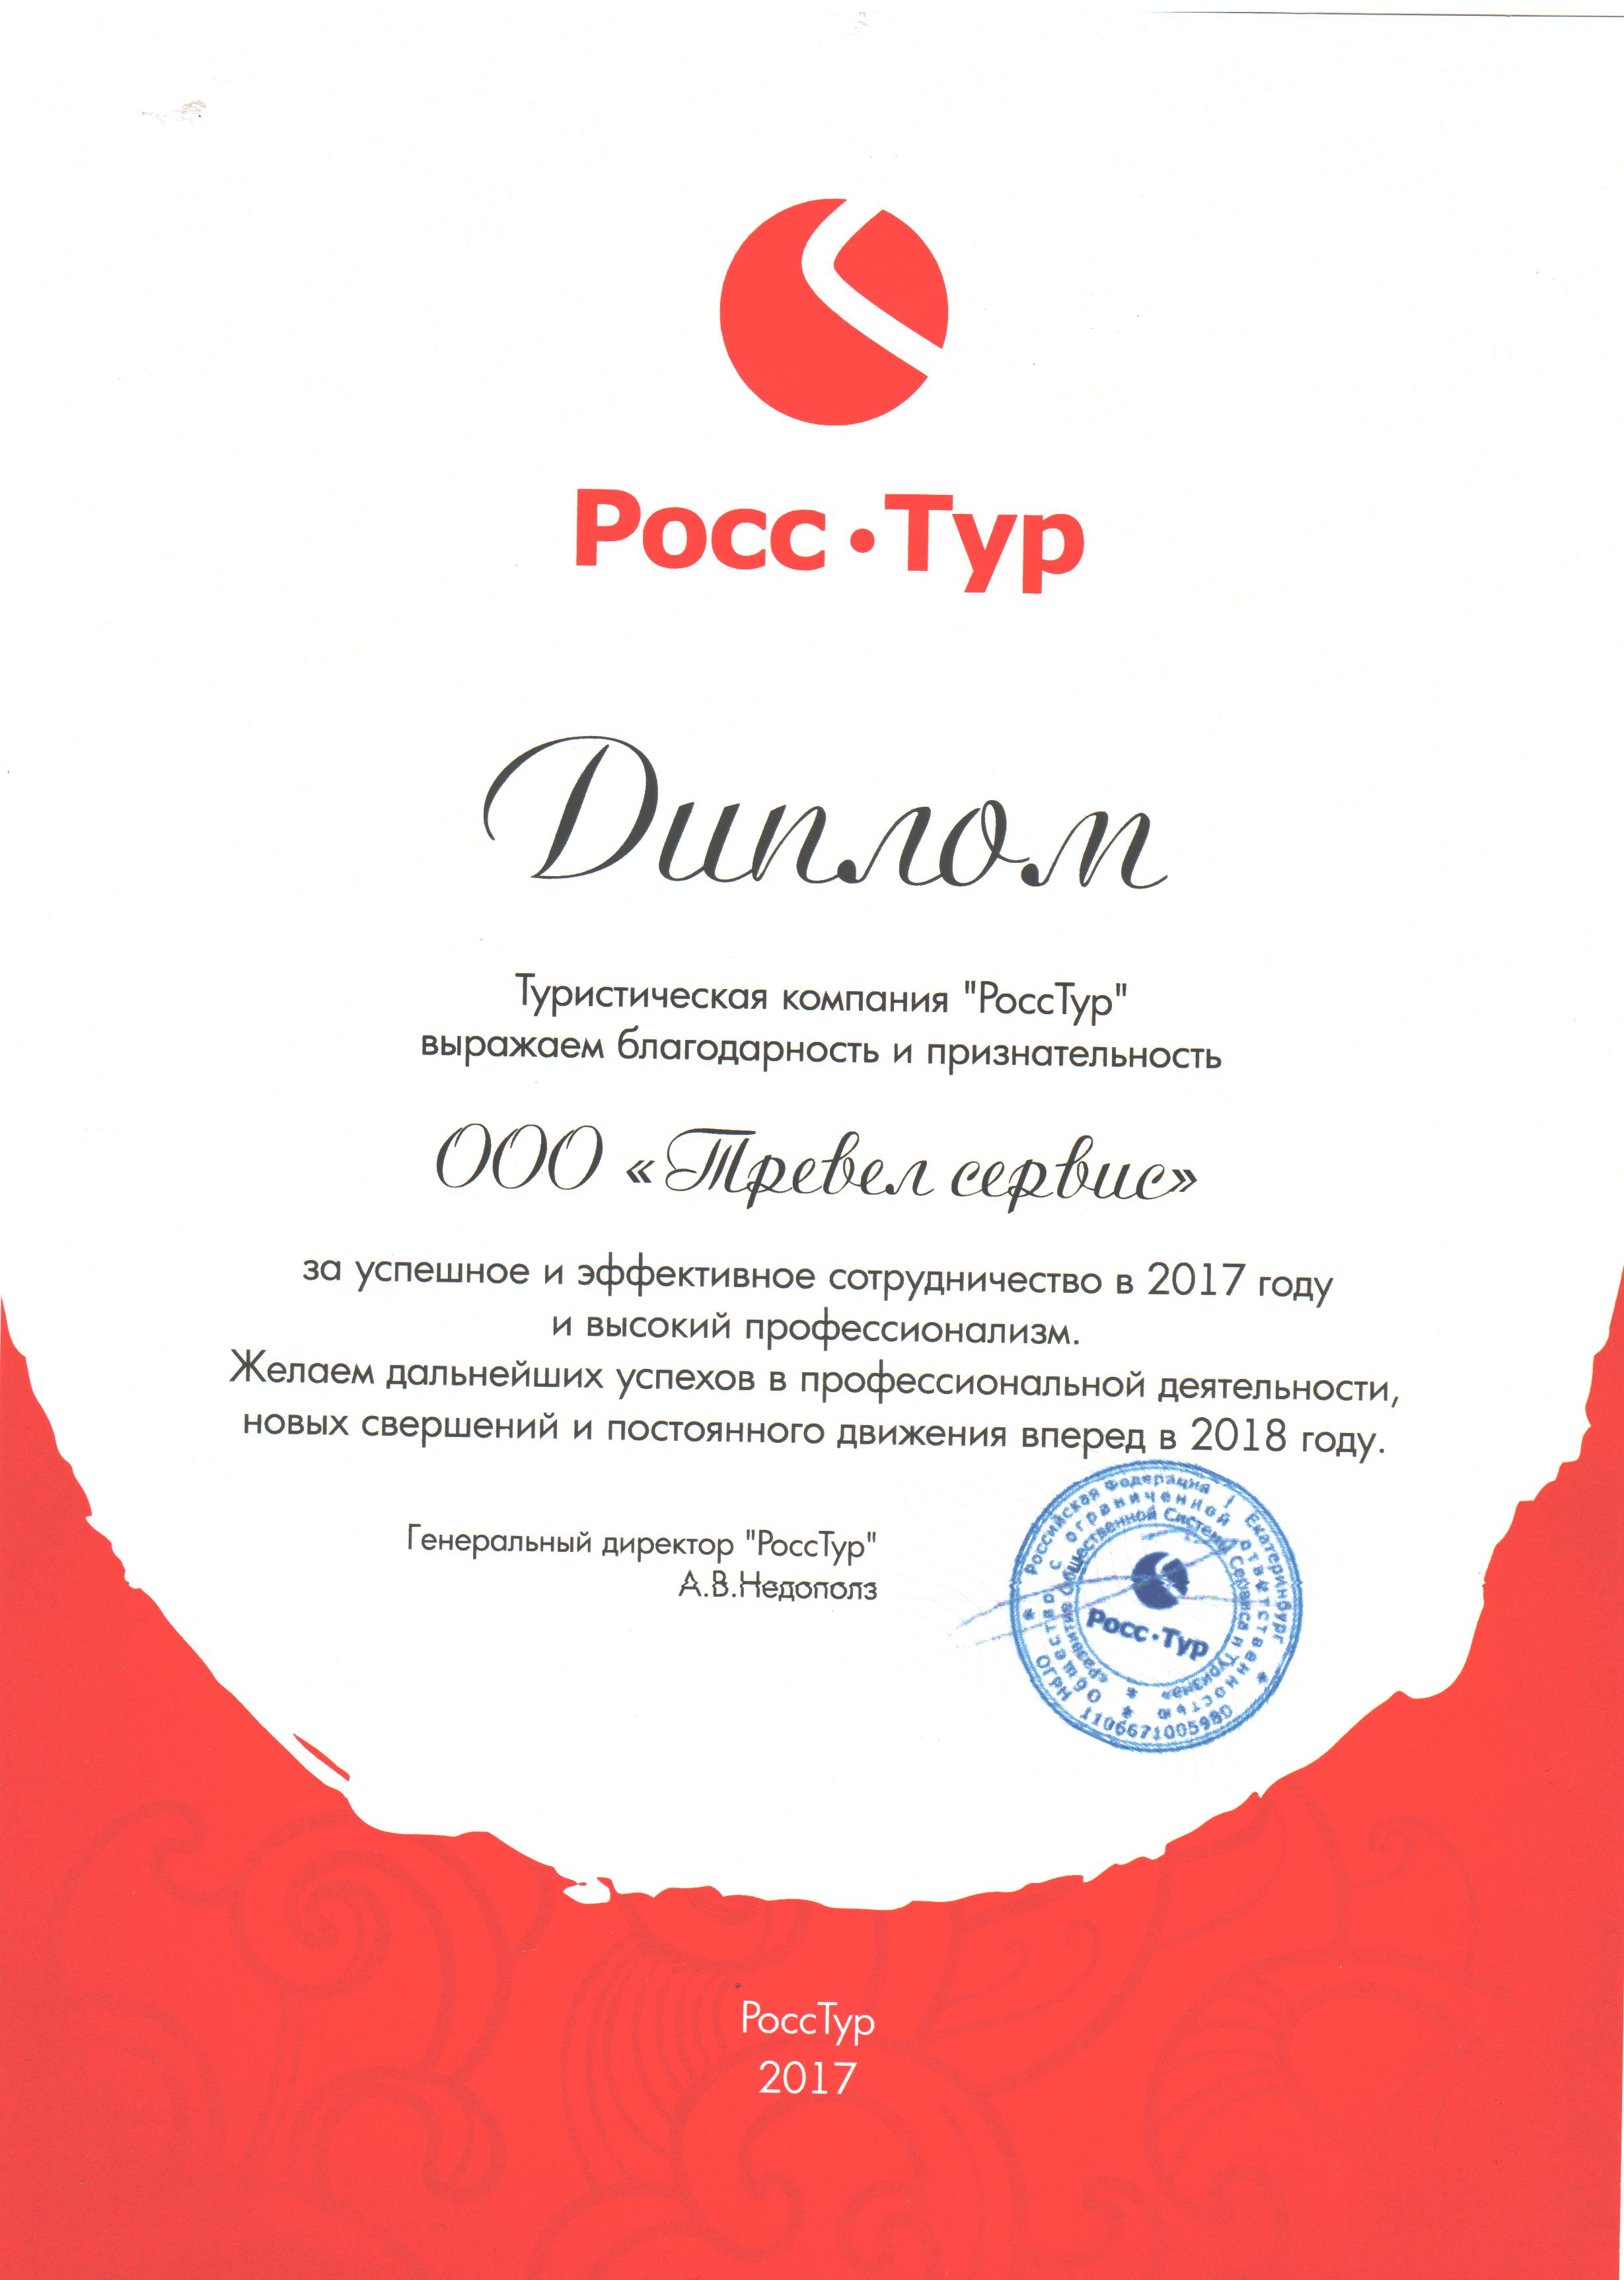 Росс•Тур
Диплом
Туристическая компания "РоссТур"
выражаем благодарность и признательность
ООО «Тревел сервис»
за успешное и эффективное сотрудничество в 2017 году
и высокий профессионализм.
Желаем дальнейших успехов в профессиональной деятельности,
новых свершений и постоянного движения вперед в 2018 году.
Генеральный директор "РоссТур"
А.В.Недополз
Российская Федерация г Екатеринбург *
ОГРН 1106671005980 *
Общество с ограниченной ответственностью *
«развитие Общественной Системы Сервиса и Туризма» *
Росс•Тур
РоссТур
2017